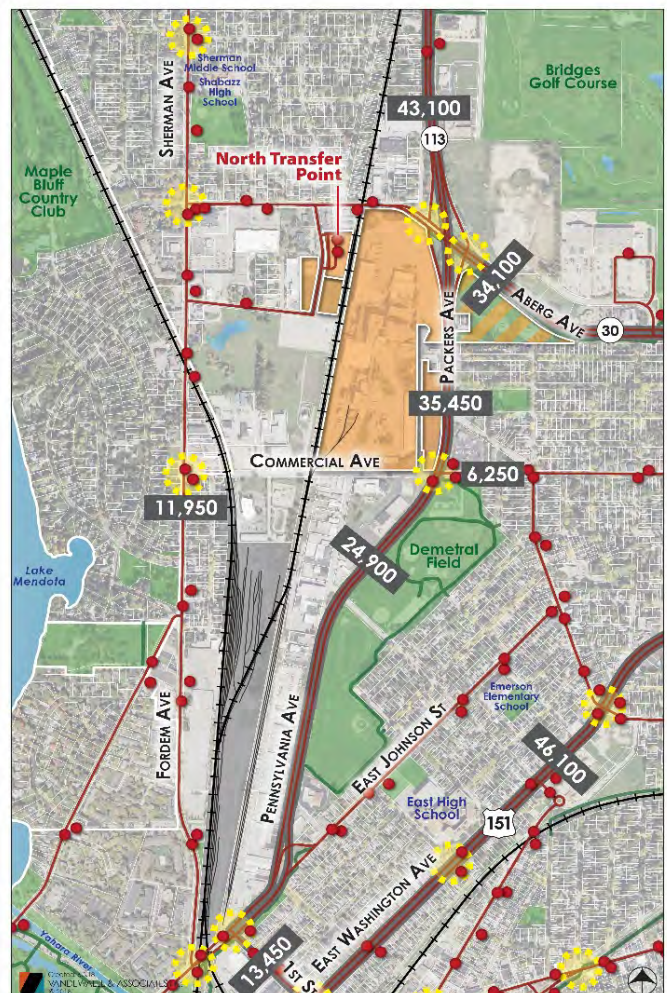 SHERMAN AVE
Sherman
Middle School
Shabazz
High
School
Bridges
Golf Course
43,100
113
Maple
Bluff
Country
Club
North Transfer
Point
34,100
ABERG AVE
30
PACKERS AVE
35,450
COMMERCIAL AVE
6,250
11,950
24,900
Demetral
Field
Lake
Mendota
FORDEM AVE
PENNSYLVANIA AVE
EAST JOHNSON ST
Emerson
Elementary
School
46,100
East High
School
151
EAST WASHINGTON AVE
13,450
1ST ST
Yahara River
VANDEWALLE & ASSOCIATES